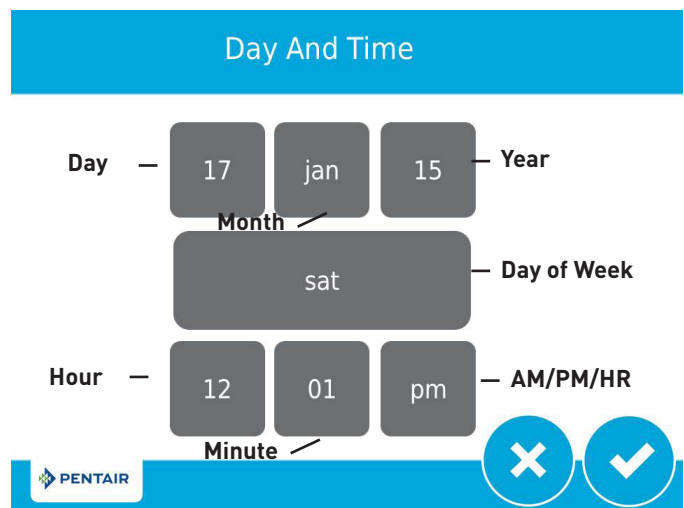 Day And Time
Day 17 jan 15 Year
Month
sat Day of Week
Hour 12 01 pm AM/PM/HR
Minute
PENTAIR